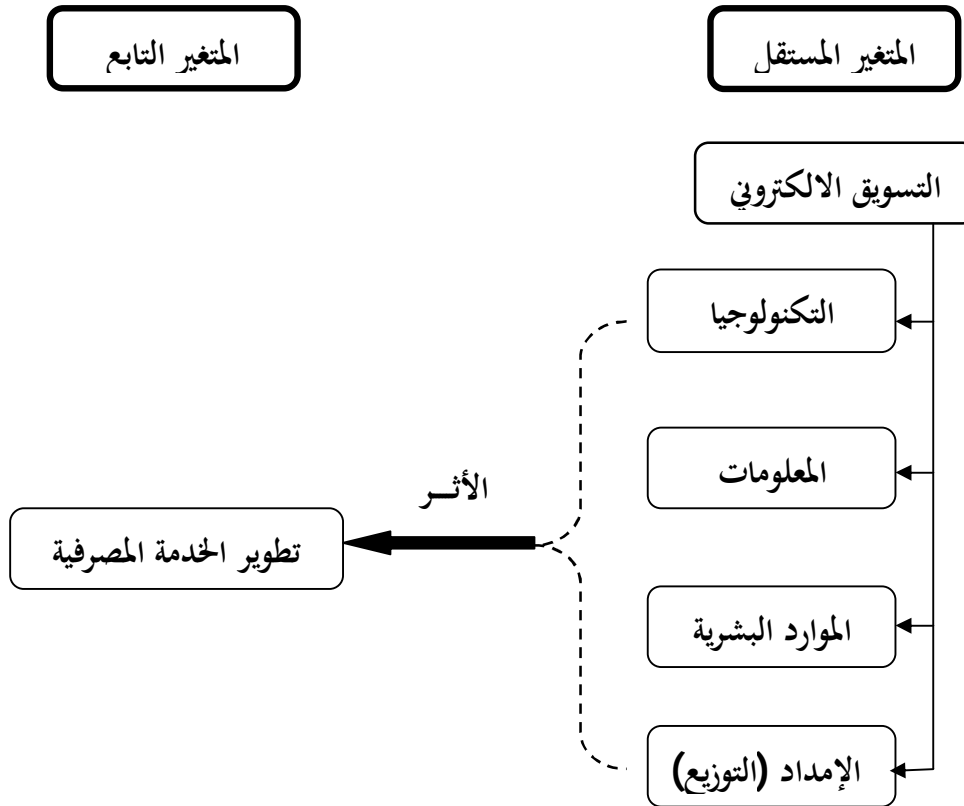 المتغير المستقل
المتغير التابع
التسويق الالكتروني
التكنولوجيا
المعلومات
الأثـــر
تطوير الخدمة المصرفية
الموارد البشرية
الإمداد (التوزيع)